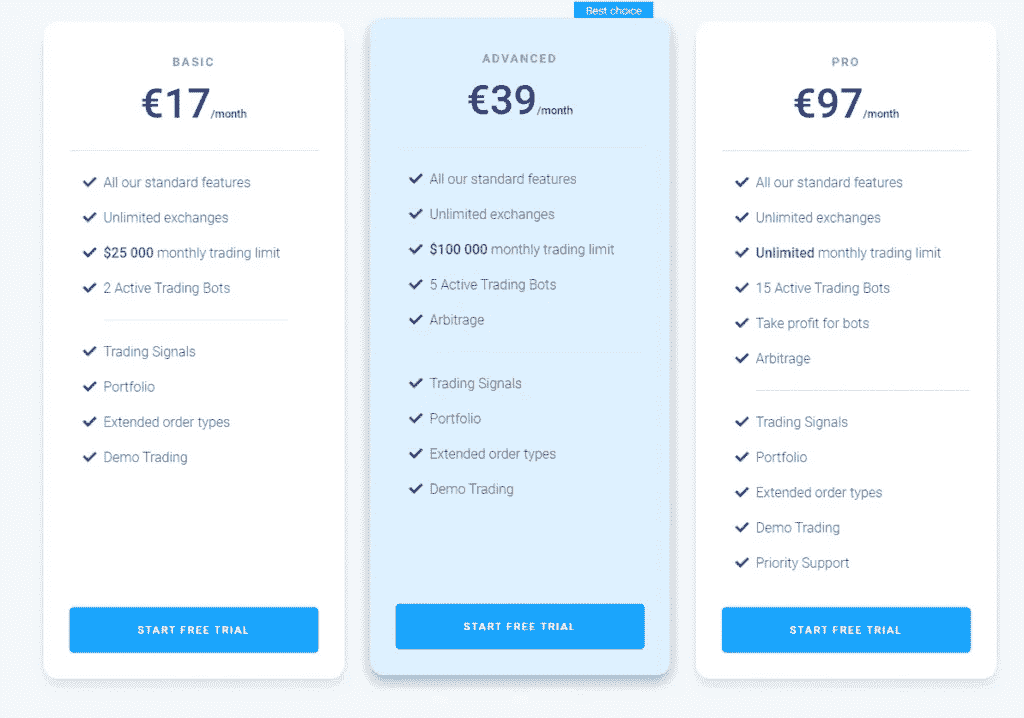 BASIC
€17/month
All our standard features
Unlimited exchanges
$25 000 monthly trading limit
2 Active Trading Bots
Trading Signals
Portfolio
Extended order types
Demo Trading
START FREE TRIAL
Best choice
ADVANCED
€39/month
All our standard features
Unlimited exchanges
$100 000 monthly trading limit
5 Active Trading Bots
Arbitrage
Trading Signals
Portfolio
Extended order types
Demo Trading
START FREE TRIAL
PRO
€97/month
All our standard features
Unlimited exchanges
Unlimited monthly trading limit
15 Active Trading Bots
Take profit for bots
Arbitrage
Trading Signals
Portfolio
Extended order types
Demo Trading
Priority Support
START FREE TRIAL